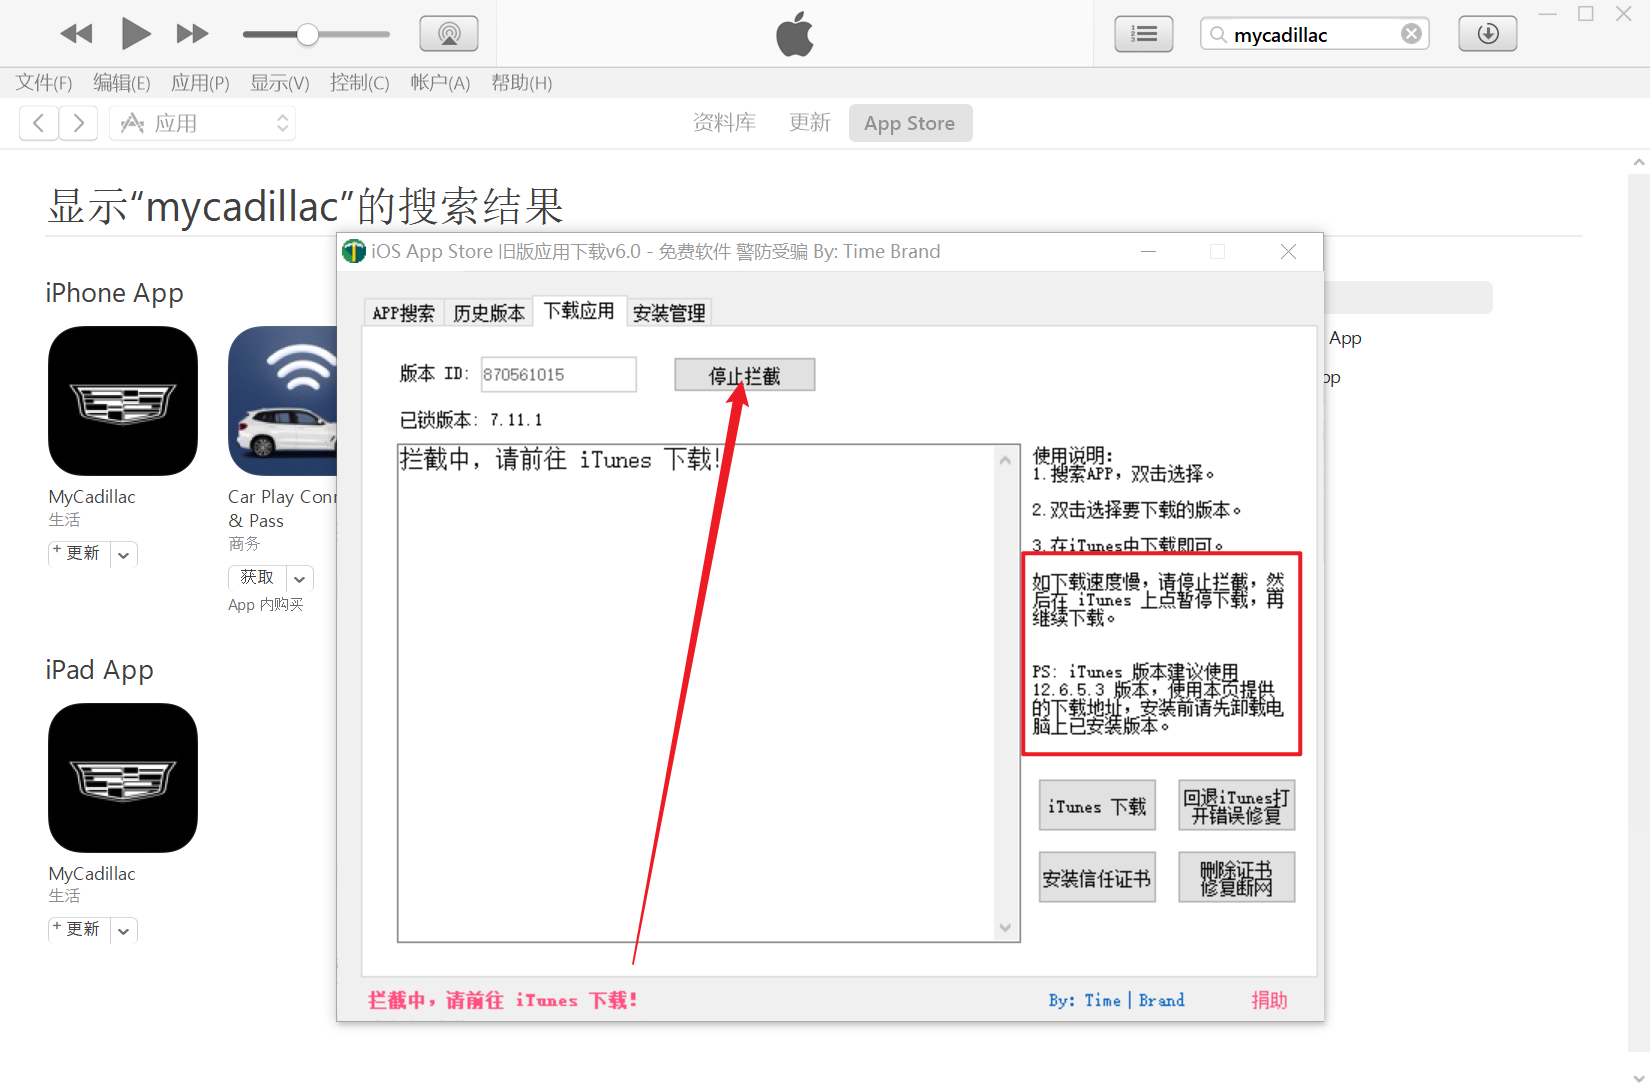 mycadillac
文件(F) 编辑(E) 应用(P) 显示(V) 控制(C) 帐户(A) 帮助(H)
应用
资料库 更新 App Store
显示“mycadillac”的搜索结果
iOS App Store 旧版应用下载v6.0 - 免费软件 警防受骗 By: Time Brand
iPhone App
APP搜索 历史版本 下载应用 安装管理
App
版本 ID: 870561015 停止拦截
已锁版本: 7.11.1
拦截中，请前往 iTunes 下载!
使用说明:
1.搜索APP，双击选择。
2.双击选择要下载的版本。
3.在iTunes中下载即可。
如下载速度慢，请停止拦截，然
后在 iTunes 上点暂停下载，再
继续下载。
PS: iTunes 版本建议使用
12.6.5.3 版本，使用本页提供
的下载地址，安装前请先卸载电
脑上已安装版本。
iTunes 下载
回退iTunes打
开错误修复
安装信任证书
删除证书
修复断网
拦截中，请前往 iTunes 下载!
By: Time|Brand
捐助
MyCadillac
生活
+ 更新
Car Play Conn
& Pass
商务
获取
App 内购买
iPad App
MyCadillac
生活
+ 更新